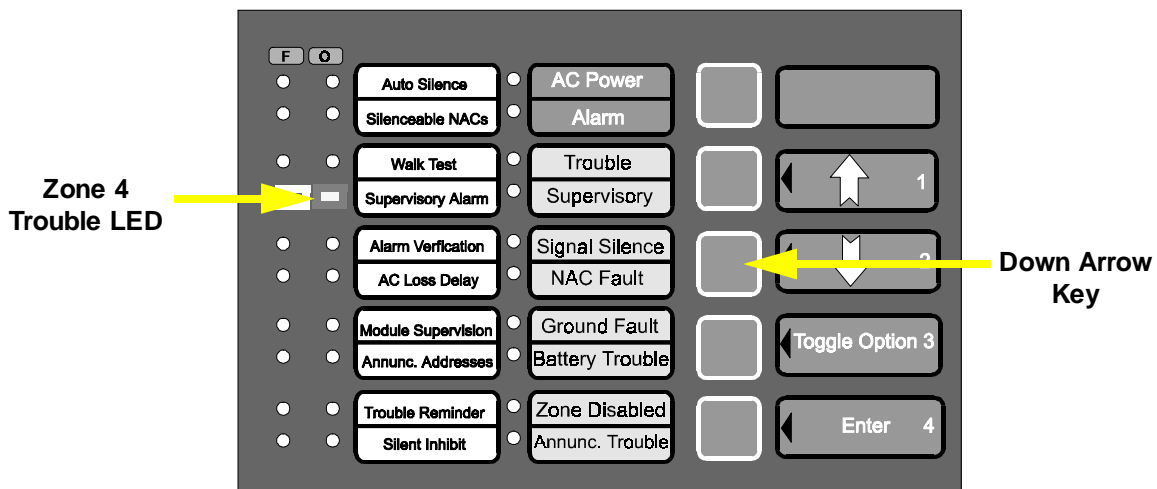 F O
Auto Silence
Silenceable NACs
AC Power
Alarm
Walk Test
Supervisory Alarm
Trouble
Supervisory
1
Zone 4
Trouble LED
Alarm Verfication
AC Loss Delay
Signal Silence
NAC Fault
2
Down Arrow
Key
Module Supervision
Annunc. Addresses
Ground Fault
Battery Trouble
Toggle Option 3
Trouble Reminder
Silent Inhibit
Zone Disabled
Annunc. Trouble
Enter 4